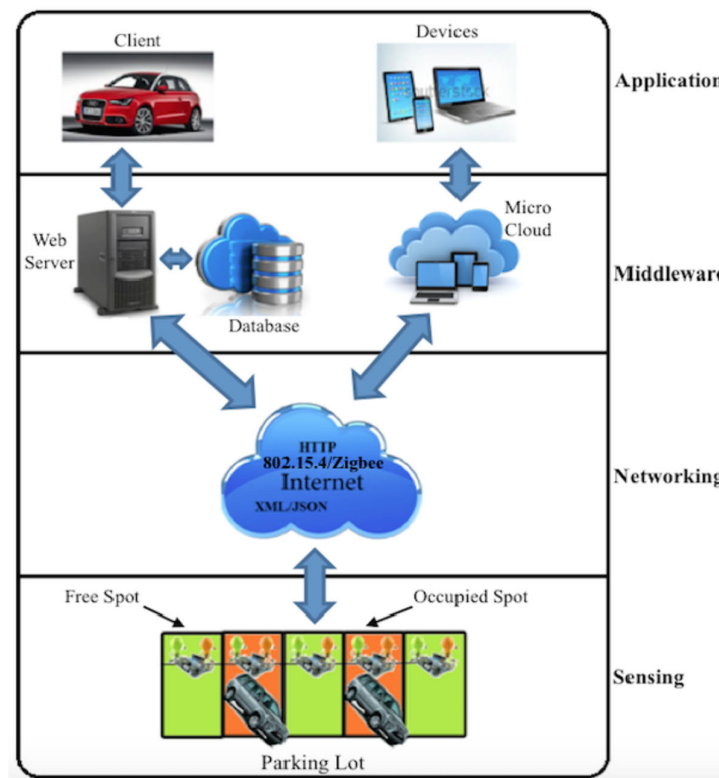 Client
Devices
Application
Web
Server
Database
Micro
Cloud
Middleware
HTTP
802.15.4/Zigbee
Internet
XML/JSON
Networking
Free Spot
Occupied Spot
Sensing
Parking Lot